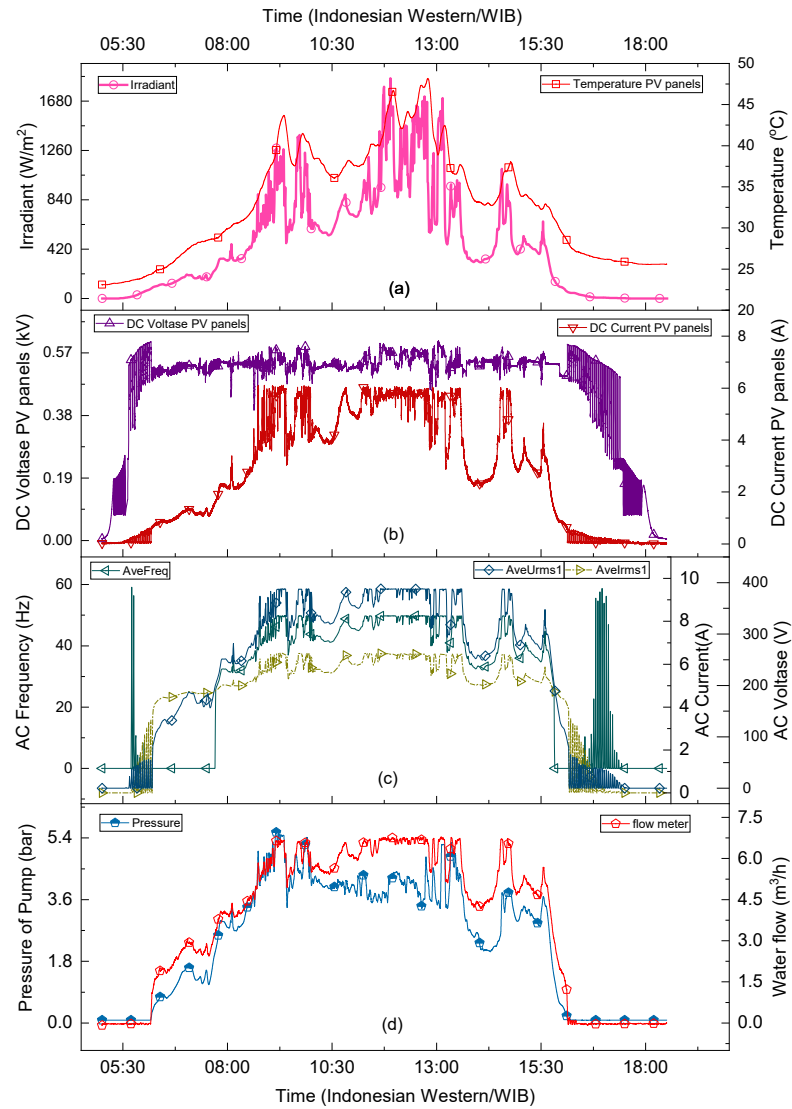 Time (Indonesian Western/WIB)
05:30 08:00 10:30 13:00 15:30 18:00
Irradiant
Temperature PV panels
Irradiant (W/m²)
1680
1260
840
420
0
Temperature (⁰C)
50
45
40
35
30
25
20
(a)
DC Voltase PV panels
DC Current PV panels
DC Voltase PV panels (kV)
0.57
0.38
0.19
0.00
DC Current PV panels (A)
8
6
4
2
0
(b)
AveFreq
AveUrms1
AveIrms1
AC Frequency (Hz)
60
40
20
0
AC Current(A)
10
8
6
4
2
0
AC Voltase (V)
400
300
200
100
0
(c)
Pressure
flow meter
Pressure of Pump (bar)
5.4
3.6
1.8
0.0
Water flow (m³/h)
7.5
6.0
4.5
3.0
1.5
0.0
(d)
05:30 08:00 10:30 13:00 15:30 18:00
Time (Indonesian Western/WIB)